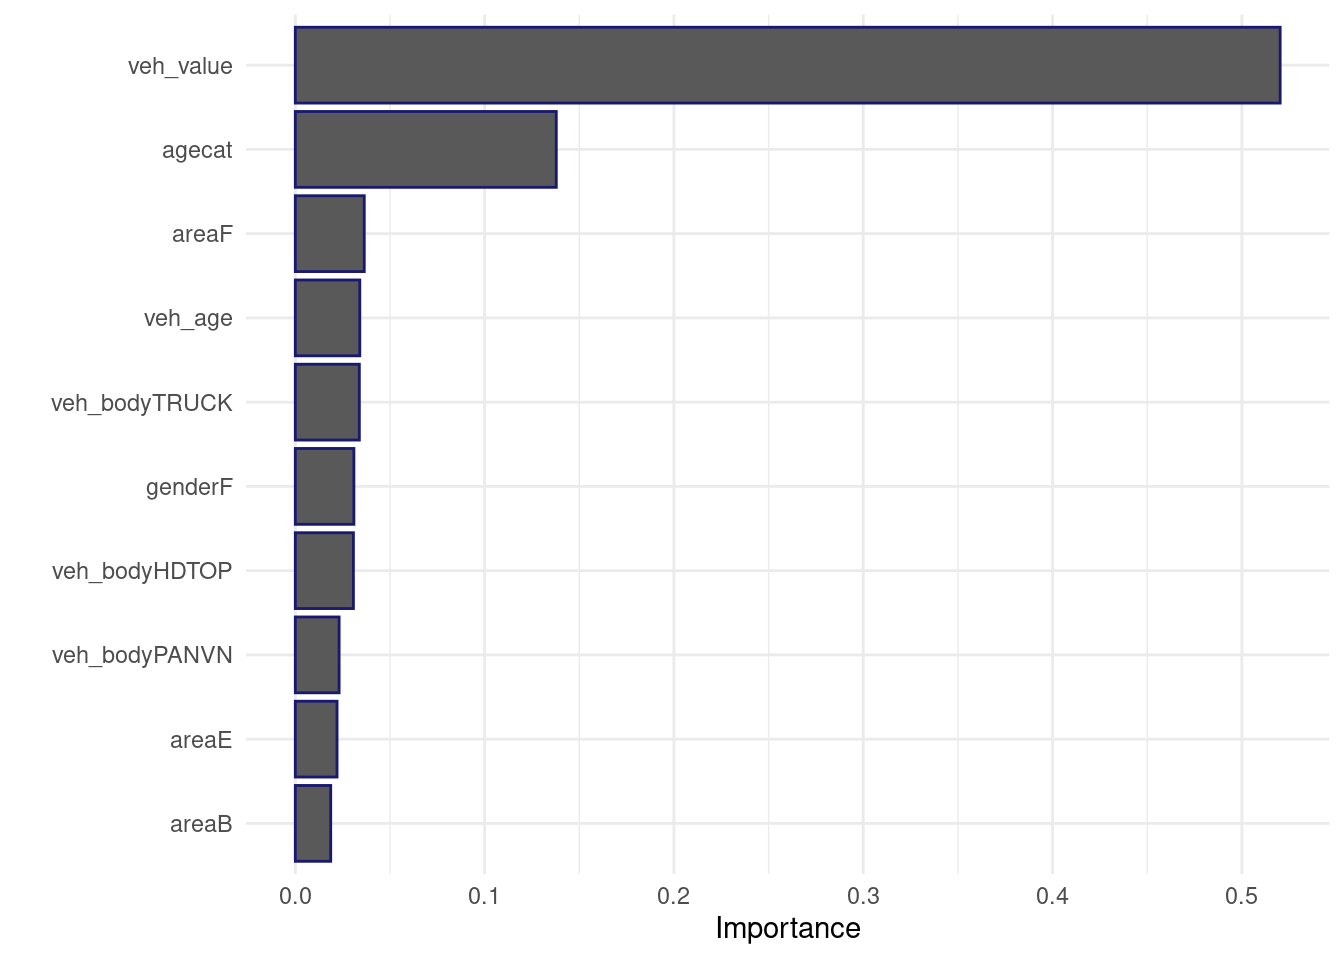 veh_value
agecat
areaF
veh_age
veh_bodyTRUCK
genderF
veh_bodyHDTOP
veh_bodyPANVN
areaE
areaB
0.0 0.1 0.2 0.3 0.4 0.5
Importance